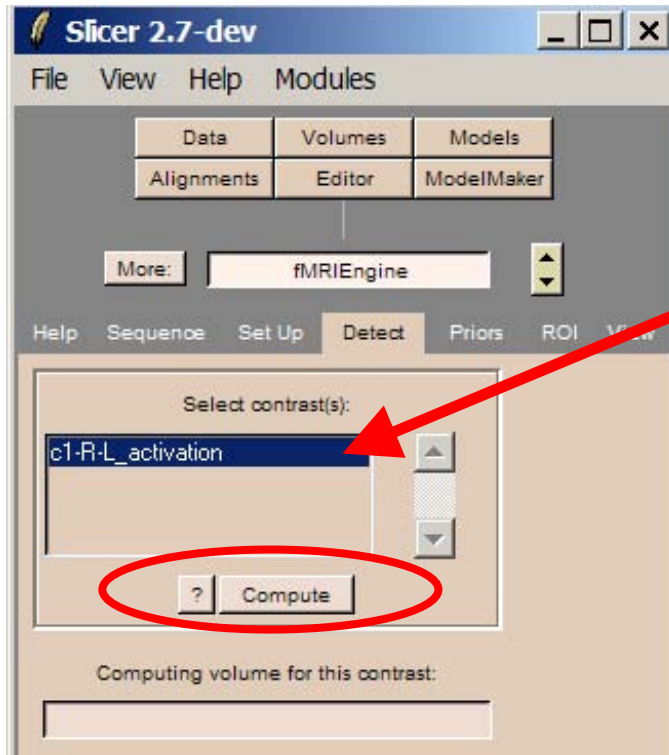 Slicer 2.7-dev
File View Help Modules
Data Volumes Models
Alignments Editor ModelMaker
More: fMRIEngine
Help Sequence Set Up Detect Priors ROI View
Select contrast(s):
c1-R-L_activation
? Compute
Computing volume for this contrast: